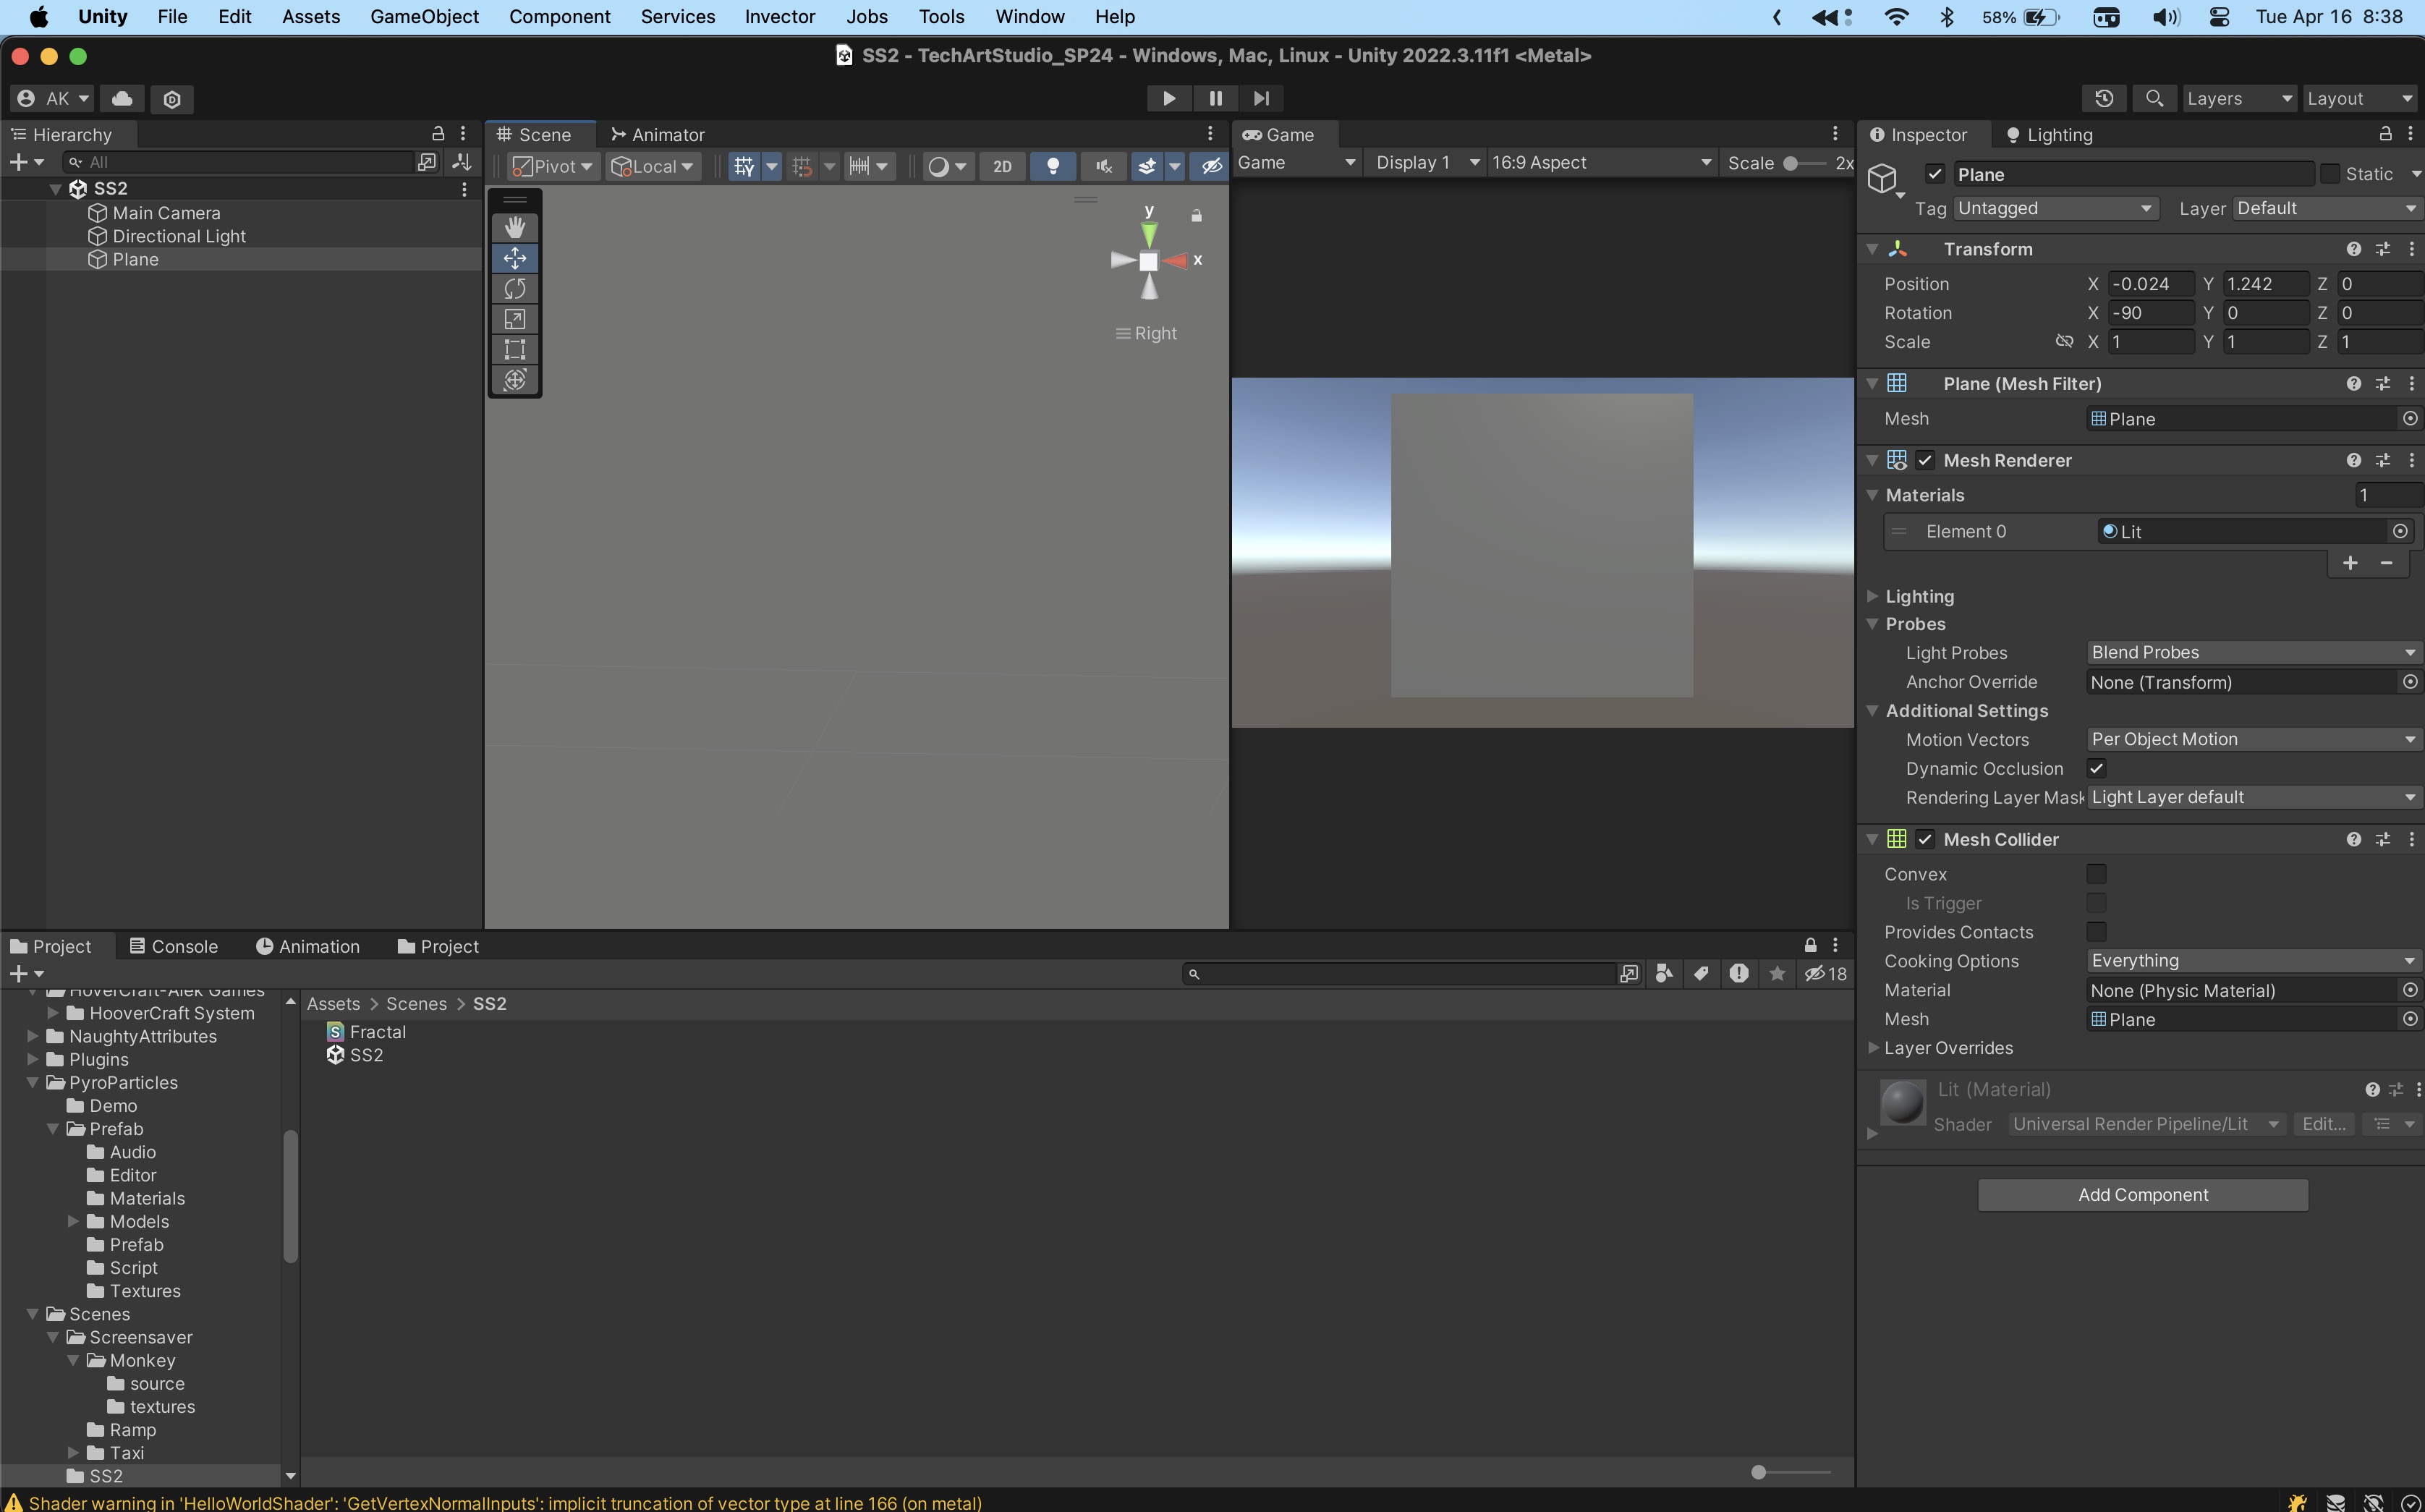 Unity File Edit Assets GameObject Component Services Invector Jobs Tools Window Help 58% Tue Apr 16 8:38
SS2 - TechArtStudio_SP24 - Windows, Mac, Linux - Unity 2022.3.11f1 <Metal>
AK Layers Layout
Hierarchy
All
SS2
Main Camera
Directional Light
Plane
Scene Animator
Pivot Local 2D
y
x
Right
Game
Game Display 1 16:9 Aspect Scale 2x
Inspector Lighting
Plane Static
Tag Untagged Layer Default
Transform
Position X -0.024 Y 1.242 Z 0
Rotation X -90 Y 0 Z 0
Scale X 1 Y 1 Z 1
Plane (Mesh Filter)
Mesh Plane
Mesh Renderer
Materials 1
Element 0 Lit
Lighting
Probes
Light Probes Blend Probes
Anchor Override None (Transform)
Additional Settings
Motion Vectors Per Object Motion
Dynamic Occlusion
Rendering Layer Mask Light Layer default
Mesh Collider
Convex
Is Trigger
Provides Contacts
Cooking Options Everything
Material None (Physic Material)
Mesh Plane
Layer Overrides
Lit (Material)
Shader Universal Render Pipeline/Lit Edit...
Add Component
Project Console Animation Project
18
HoverCraft-Alek Games
HooverCraft System
NaughtyAttributes
Plugins
PyroParticles
Demo
Prefab
Audio
Editor
Materials
Models
Prefab
Script
Textures
Scenes
Screensaver
Monkey
source
textures
Ramp
Taxi
SS2
Assets > Scenes > SS2
Fractal
SS2
Shader warning in 'HelloWorldShader': 'GetVertexNormalInputs': implicit truncation of vector type at line 166 (on metal)